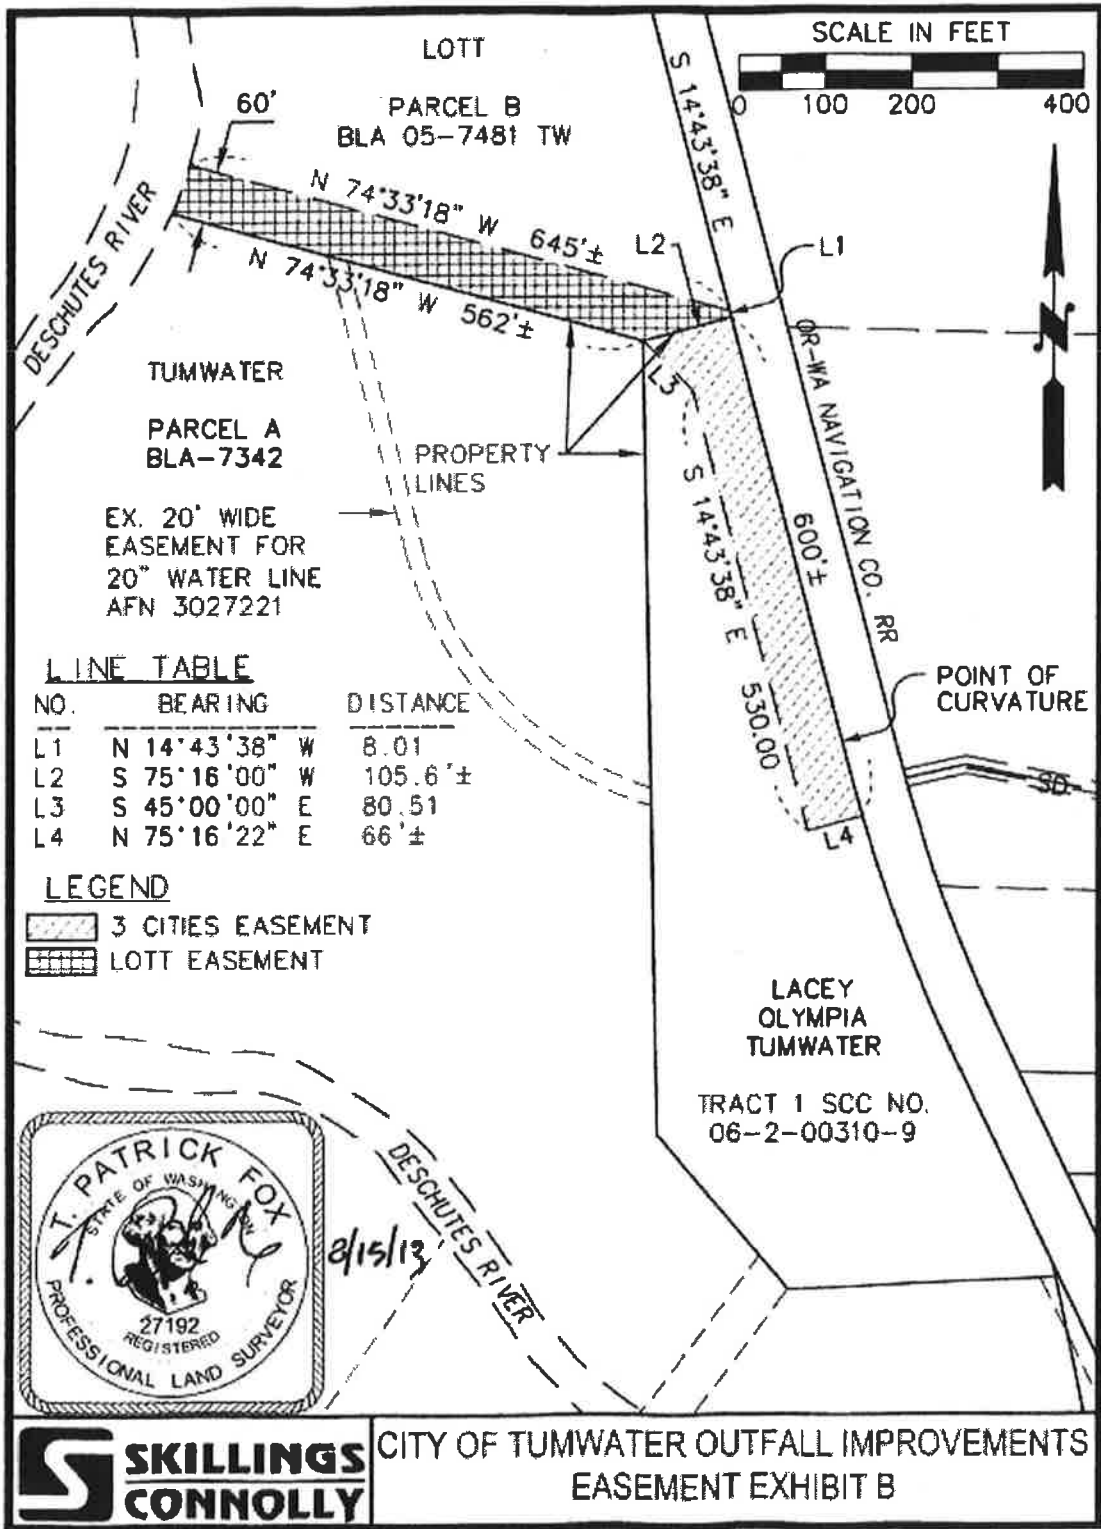 LOTT
SCALE IN FEET
0 100 200 400
60'
PARCEL B
BLA 05-7481 TW
S 14°43'38" E
N 74°33'18" W 645'±
L2
L1
N 74°33'18" W 562'±
DESCHUTES RIVER
OR-WA NAVIGATION CO. RR
N
TUMWATER
L3
PARCEL A
BLA-7342
PROPERTY
LINES
S 14°43'38" E 530.00
600'±
EX. 20' WIDE
EASEMENT FOR
20" WATER LINE
AFN 3027221
POINT OF
CURVATURE
LINE TABLE
NO. BEARING DISTANCE
L1 N 14°43'38" W 8.01
L2 S 75°16'00" W 105.6'±
L3 S 45°00'00" E 80.51
L4 N 75°16'22" E 66'±
SD
L4
LEGEND
3 CITIES EASEMENT
LOTT EASEMENT
LACEY
OLYMPIA
TUMWATER
TRACT 1 SCC NO.
06-2-00310-9
DESCHUTES RIVER
T. PATRICK FOX
STATE OF WASHINGTON
27192
REGISTERED
PROFESSIONAL LAND SURVEYOR
8/15/13
SKILLINGS
CONNOLLY
CITY OF TUMWATER OUTFALL IMPROVEMENTS
EASEMENT EXHIBIT B